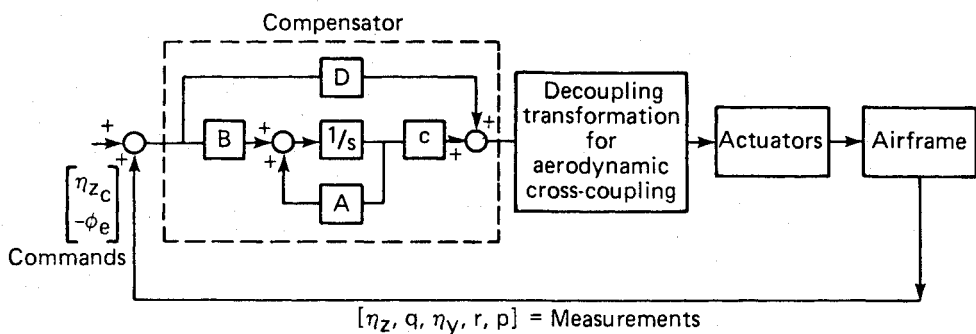 Compensator
D
B
1/s
c
A
Decoupling
transformation
for
aerodynamic
cross-coupling
Actuators
Airframe
+
+
+
+
+
+
[η_zc
-φ_e]
Commands
[η_z, q, η_y, r, p] = Measurements